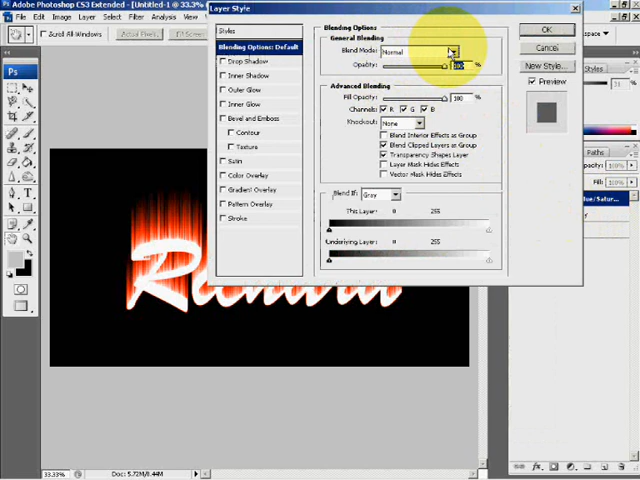 Adobe Photoshop CS3 Extended - [Untitled-1 @ 33.3%
File Edit Image Layer Select Filter Analysis
Scroll All Windows Actual Pixels
Layer Style
Styles
Blending Options: Default
Drop Shadow
Inner Shadow
Outer Glow
Inner Glow
Bevel and Emboss
Contour
Texture
Satin
Color Overlay
Gradient Overlay
Pattern Overlay
Stroke
Blending Options
General Blending
Blend Mode: Normal
Opacity: 100 %
Advanced Blending
Fill Opacity: 100 %
Channels: R G B
Knockout: None
Blend Interior Effects as Group
Blend Clipped Layers as Group
Transparency Shapes Layer
Layer Mask Hides Effects
Vector Mask Hides Effects
Blend If: Gray
This Layer: 0 255
Underlying Layer: 0 255
OK
Cancel
New Style...
Preview
Ps
Styles
31 %
Paths
100%
Fill: 100%
ue/Satur...
33.33% Doc: 5.72M/8.44M